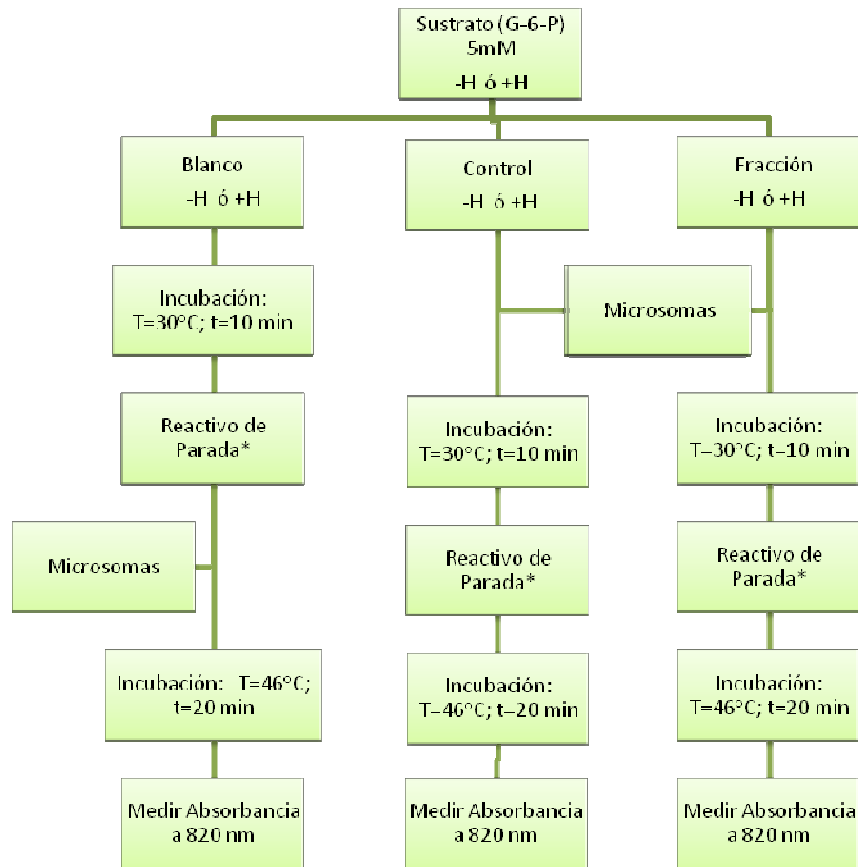 Sustrato (G-6-P)
5mM
-H ó +H
Blanco
-H ó +H
Control
-H ó +H
Fracción
-H ó +H
Incubación:
T=30°C; t=10 min
Microsomas
Reactivo de
Parada*
Incubación:
T=30°C; t=10 min
Incubación:
T=30°C; t=10 min
Microsomas
Reactivo de
Parada*
Reactivo de
Parada*
Incubación: T=46°C;
t=20 min
Incubación:
T=46°C; t=20 min
Incubación:
T=46°C; t=20 min
Medir Absorbancia
a 820 nm
Medir Absorbancia
a 820 nm
Medir Absorbancia
a 820 nm